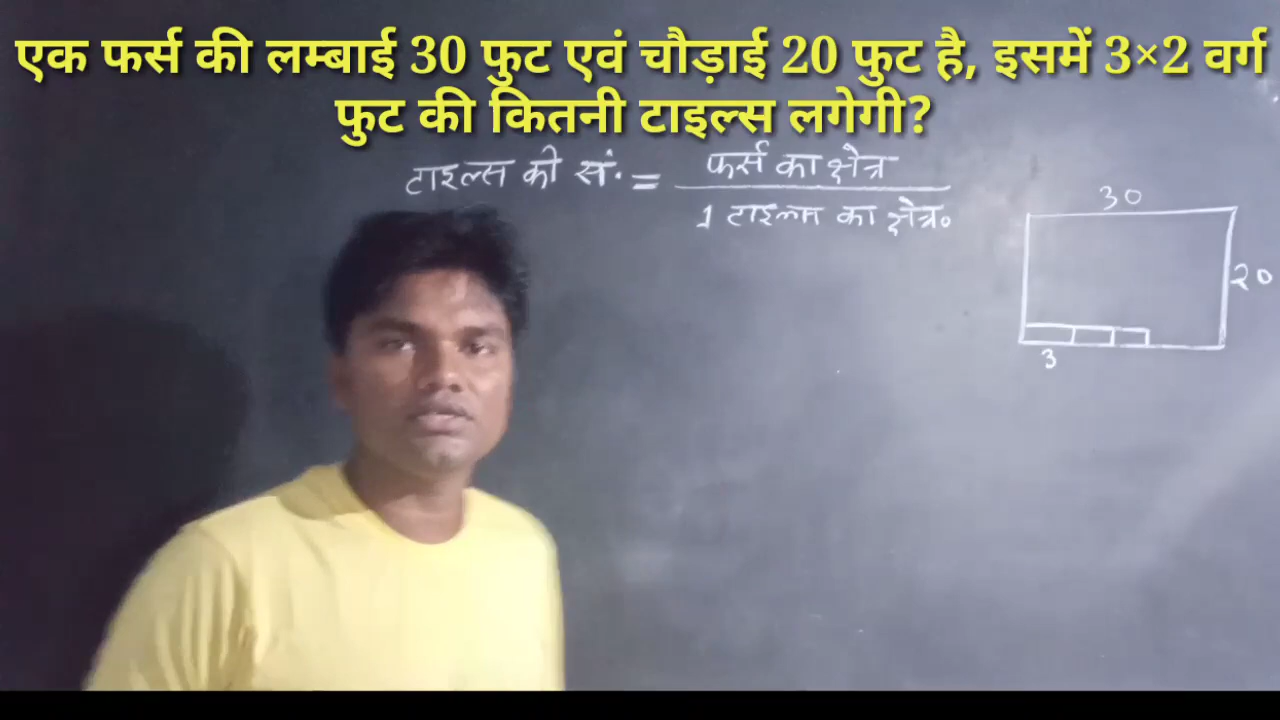 एक फर्स की लम्बाई 30 फुट एवं चौड़ाई 20 फुट है, इसमें 3×2 वर्ग
फुट की कितनी टाइल्स लगेगी?
टाइल्स की सं. = फर्स का क्षेत्र
1 टाइल्स का क्षेत्र०
30
20
3